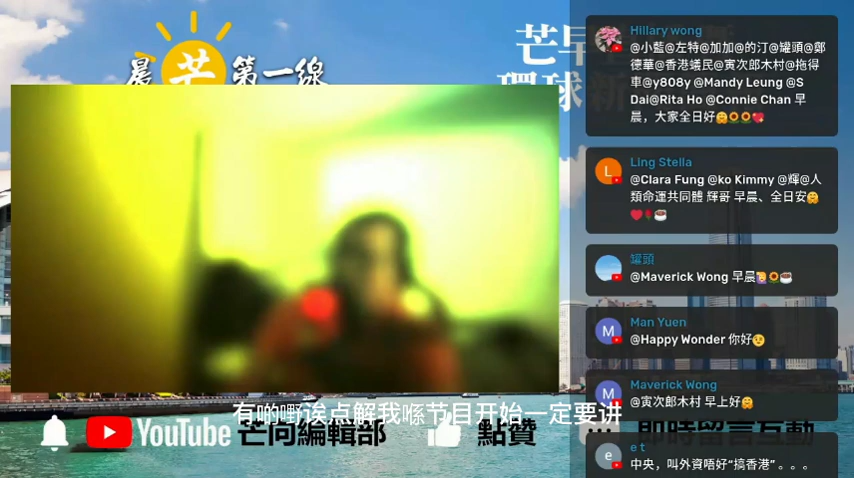 晨芒第一線
芒早
環球新
Hillary wong
@小藍@左特@加加@的汀@罐頭@鄭
德華@香港蟻民@寅次郎木村@拖得
車@y808y @Mandy Leung @S
Dai@Rita Ho @Connie Chan 早
晨，大家全日好🤗🌻🌻💖
Ling Stella
@Clara Fung @ko Kimmy @輝@人
類命運共同體 輝哥 早晨、全日安🤗
❤️🌹☕
罐頭
@Maverick Wong 早晨🙋🌻☕
Man Yuen
@Happy Wonder 你好
Maverick Wong
@寅次郎木村 早上好🤗
e t
中央，叫外資唔好“搞香港”。。。
有啲嘢诶点解我喺节目开始一定要讲
YouTube 芒向編輯部
點贊
即時留言互動